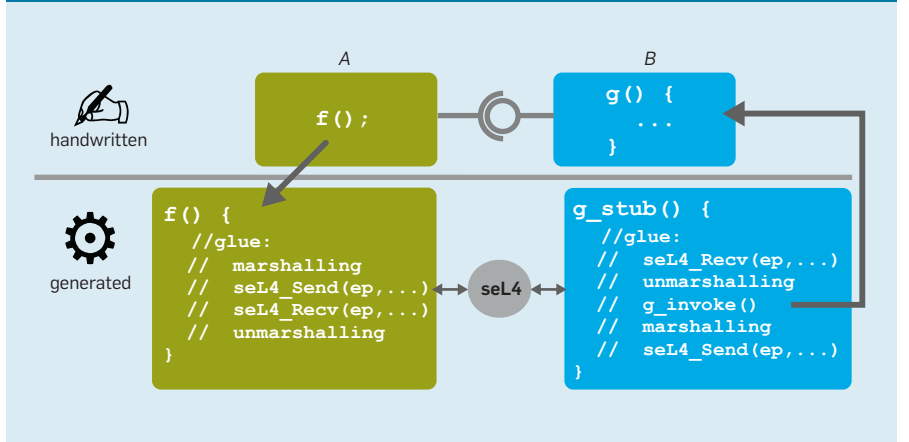 A
B
handwritten
f();
g() {
...
}
generated
f() {
//glue:
// marshalling
// seL4_Send(ep,...)
// seL4_Recv(ep,...)
// unmarshalling
}
seL4
g_stub() {
//glue:
// seL4_Recv(ep,...)
// unmarshalling
// g_invoke()
// marshalling
// seL4_Send(ep,...)
}